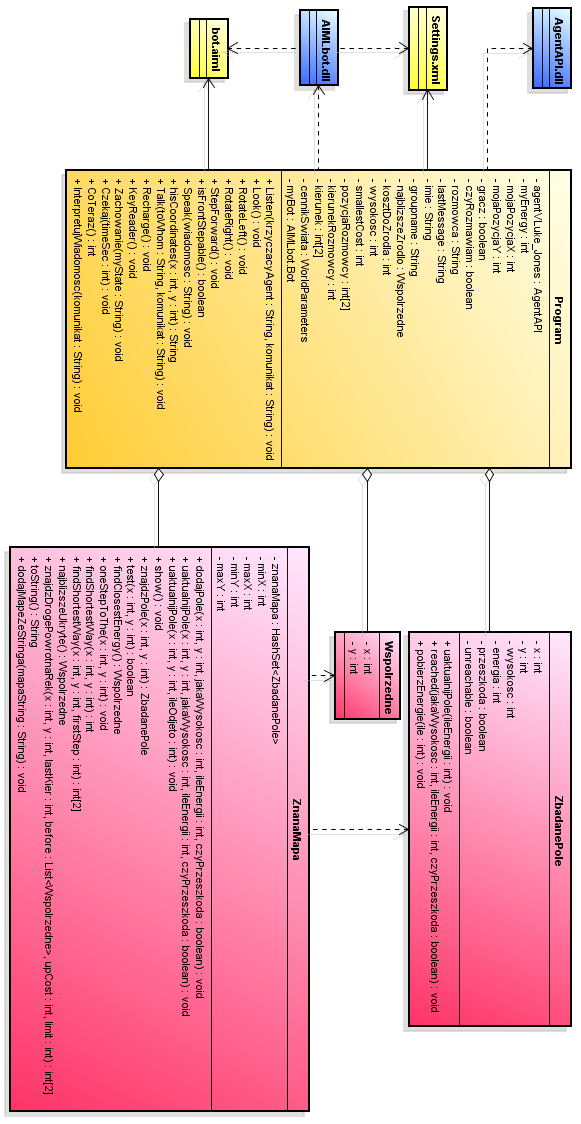 AgentAPI.dll
Settings.xml
AIMLbot.dll
bot.aiml
Program
- agentVLuke_Jones : AgentAPI
- myEnergy : int
- mojaPozycjaX : int
- mojaPozycjaY : int
- gracz : boolean
- czyRozmawiam : boolean
- rozmowca : String
- lastMessage : String
- imie : String
- groupname : String
- najblizszeZrodlo : Wspolrzedne
- kosztDoZrodla : int
- wysokosc : int
- smallestCost : int
- pozycjaRozmowcy : int[2]
- kierunekRozmowcy : int
- kierunek : int[2]
- cennikSwiata : WorldParameters
- myBot : AIMLbot.Bot
+ Listen(krzyczacyAgent : String, komunikat : String) : void
+ Look() : void
+ RotateLeft() : void
+ RotateRight() : void
+ StepForward() : void
+ isFrontStepable() : boolean
+ Speak(wiadomosc : String) : void
+ hisCoordinates(x : int, y : int) : String
+ Talk(toWhom : String, komunikat : String) : void
+ Recharge() : void
+ KeyReader() : void
+ Zachowanie(myState : String) : void
+ Czekaj(timeSec : int) : void
+ CoTeraz() : int
+ InterpretujWiadomosc(komunikat : String) : void
ZbadanePole
- x : int
- y : int
- wysokosc : int
- energia : int
- przeszkoda : boolean
- unreachable : boolean
+ uaktualnijPole(ileEnergii : int) : void
+ reached(jakaWysokosc : int, ileEnergii : int, czyPrzeszkoda : boolean) : void
+ pobierzEnergie(ile : int) : void
Wspolrzedne
- x : int
- y : int
ZnanaMapa
- znanaMapa : HashSet<ZbadanePole>
- minX : int
- maxX : int
- minY : int
- maxY : int
+ dodajPole(x : int, y : int, jakaWysokosc : int, ileEnergii : int, czyPrzeszkoda : boolean) : void
+ uaktualnijPole(x : int, y : int, jakaWysokosc : int, ileEnergii : int, czyPrzeszkoda : boolean) : void
+ uaktualnijPole(x : int, y : int, ileOdjeto : int) : void
+ show() : void
+ znajdzPole(x : int, y : int) : ZbadanePole
+ test(x : int, y : int) : boolean
+ findClosestEnergy() : Wspolrzedne
+ oneStepToThe(x : int, y : int) : void
+ findShortestWay(x : int, y : int) : int
+ findShortestWay(x : int, y : int, firstStep : int) : int[2]
+ najblizszeUkryte() : Wspolrzedne
+ znajdzDrogePowrotnaRek(x : int, y : int, lastKier : int, before : List<Wspolrzedne>, upCost : int, limit : int) : int[2]
+ toString() : String
+ dodajMapeZeStringa(mapaString : String) : void